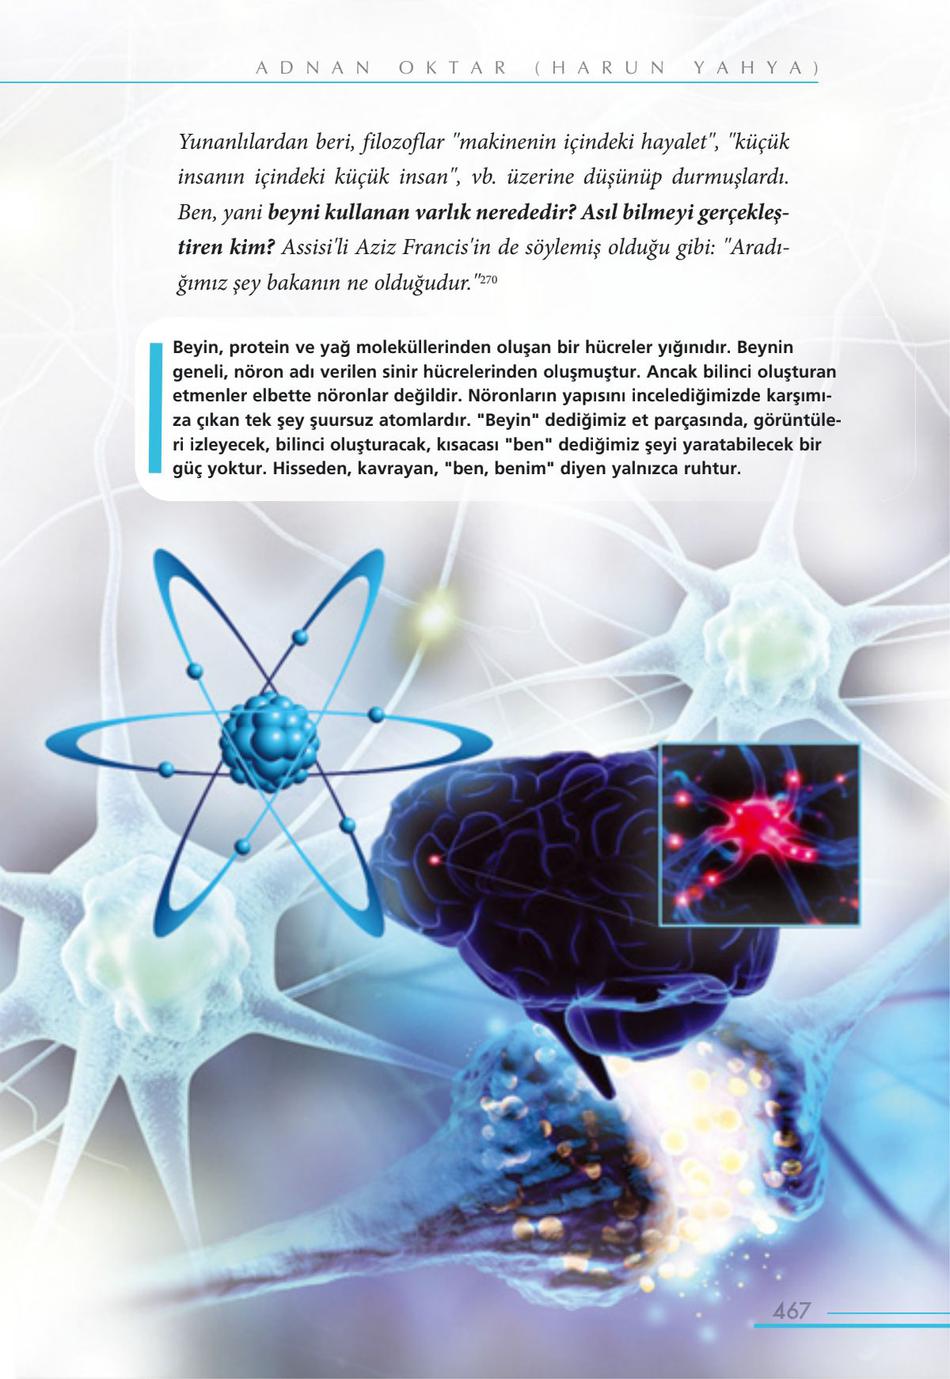 ADNAN OKTAR (HARUN YAHYA)
Yunanlılardan beri, filozoflar "makinenin içindeki hayalet", "küçük
insanın içindeki küçük insan", vb. üzerine düşünüp durmuşlardı.
Ben, yani beyni kullanan varlık nerededir? Asıl bilmeyi gerçekleş-
tiren kim? Assisi'li Aziz Francis'in de söylemiş olduğu gibi: "Aradı-
ğımız şey bakanın ne olduğudur."270
Beyin, protein ve yağ moleküllerinden oluşan bir hücreler yığınıdır. Beynin
geneli, nöron adı verilen sinir hücrelerinden oluşmuştur. Ancak bilinci oluşturan
etmenler elbette nöronlar değildir. Nöronların yapısını incelediğimizde karşımı-
za çıkan tek şey şuursuz atomlardır. "Beyin" dediğimiz et parçasında, görüntüle-
ri izleyecek, bilinci oluşturacak, kısacası "ben" dediğimiz şeyi yaratabilecek bir
güç yoktur. Hisseden, kavrayan, "ben, benim" diyen yalnızca ruhtur.
467